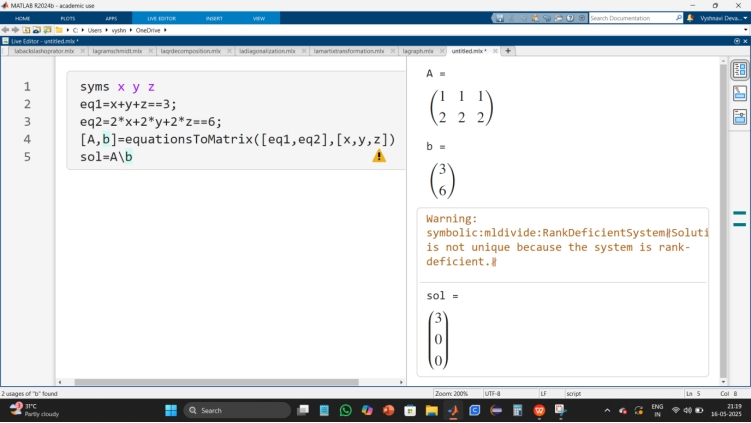 MATLAB R2024b - academic use
HOME PLOTS APPS LIVE EDITOR INSERT VIEW Search Documentation Vyshnavi Deva...
C: Users vyshn OneDrive
Live Editor - untitled.mlx *
labackslashoprator.mlx lagramschmidt.mlx laqrdecomposition.mlx ladiagonalization.mlx lamartixtransformation.mlx lagraph.mlx untitled.mlx *
1 syms x y z
2 eq1=x+y+z==3;
3 eq2=2*x+2*y+2*z==6;
4 [A,b]=equationsToMatrix([eq1,eq2],[x,y,z])
5 sol=A\b
A =
1 1 1
2 2 2
b =
3
6
Warning:
symbolic:mldivide:RankDeficientSystem
is not unique because the system is rank-
deficient.
sol =
3
0
0
2 usages of "b" found Zoom: 200% UTF-8 LF script Ln 5 Col 8
31°C
Partly cloudy
Search
ENG
IN
21:19
16-05-2025